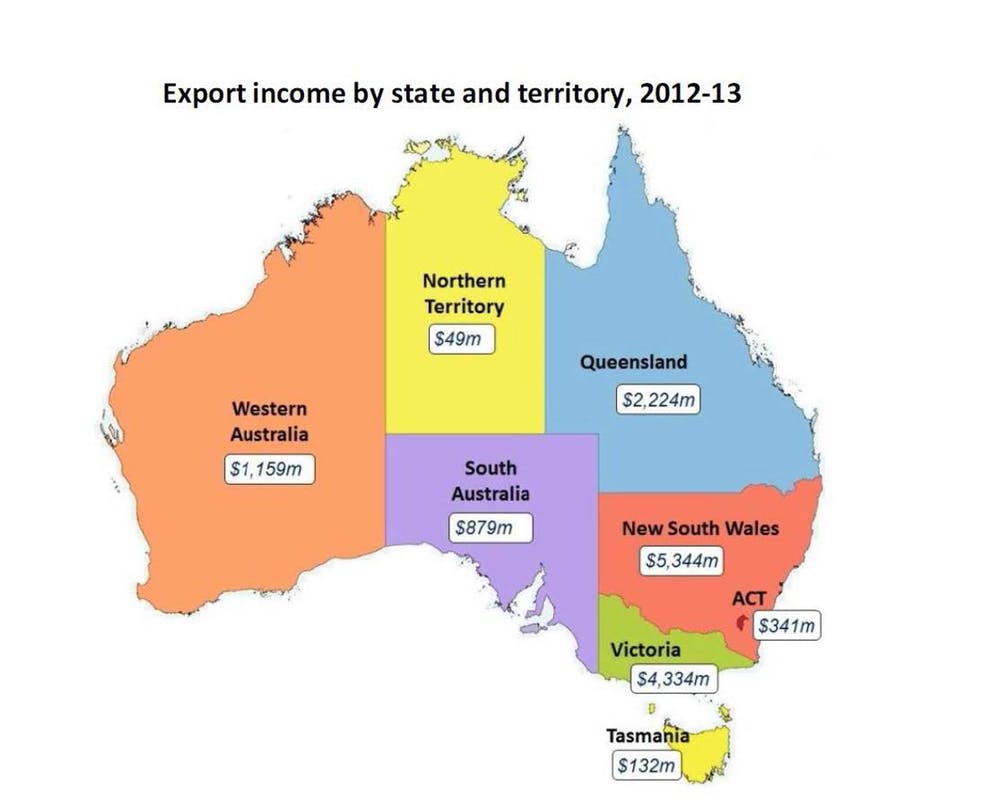 Export income by state and territory, 2012-13
Northern
Territory
$49m
Queensland
$2,224m
Western
Australia
$1,159m
South
Australia
$879m
New South Wales
$5,344m
ACT
$341m
Victoria
$4,334m
Tasmania
$132m